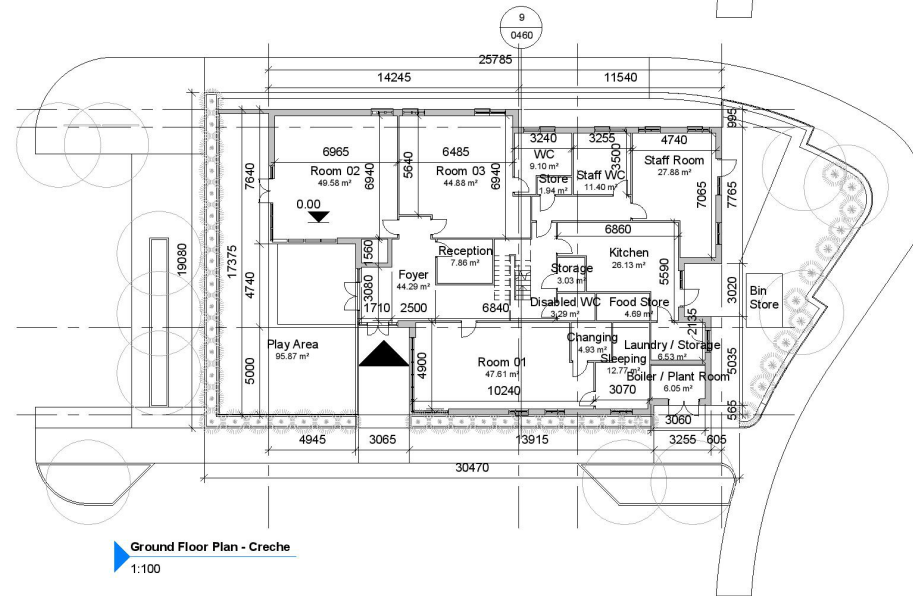 9
0460
25785
14245
11540
995
3240
3255
4740
6965
6485
WC
9.10 m²
3500
Staff Room
27.88 m²
7640
Room 02
49.58 m²
6940
5640
Room 03
44.88 m²
6940
Store
1.94 m²
Staff WC
11.40 m²
7065
7765
0.00
6860
19080
17375
1560
Reception
7.86 m²
Kitchen
26.13 m²
5590
4740
3080
Foyer
44.29 m²
Storage
3.03 m²
3020
Bin
Store
1710
2500
6840
Disabled WC
3.29 m²
Food Store
4.69 m²
2135
Play Area
95.87 m²
Changing
4.93 m²
Laundry / Storage
6.53 m²
5000
4900
Room 01
47.61 m²
Sleeping
12.77 m²
5035
Boiler / Plant Room
6.05 m²
10240
3070
565
3060
4945
3065
13915
3255
605
30470
Ground Floor Plan - Creche
1:100